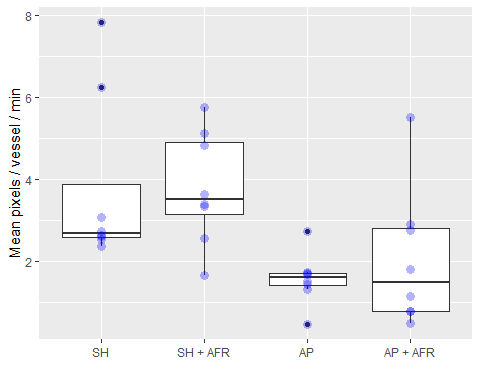 Mean pixels / vessel / min
8
6
4
2
SH
SH + AFR
AP
AP + AFR